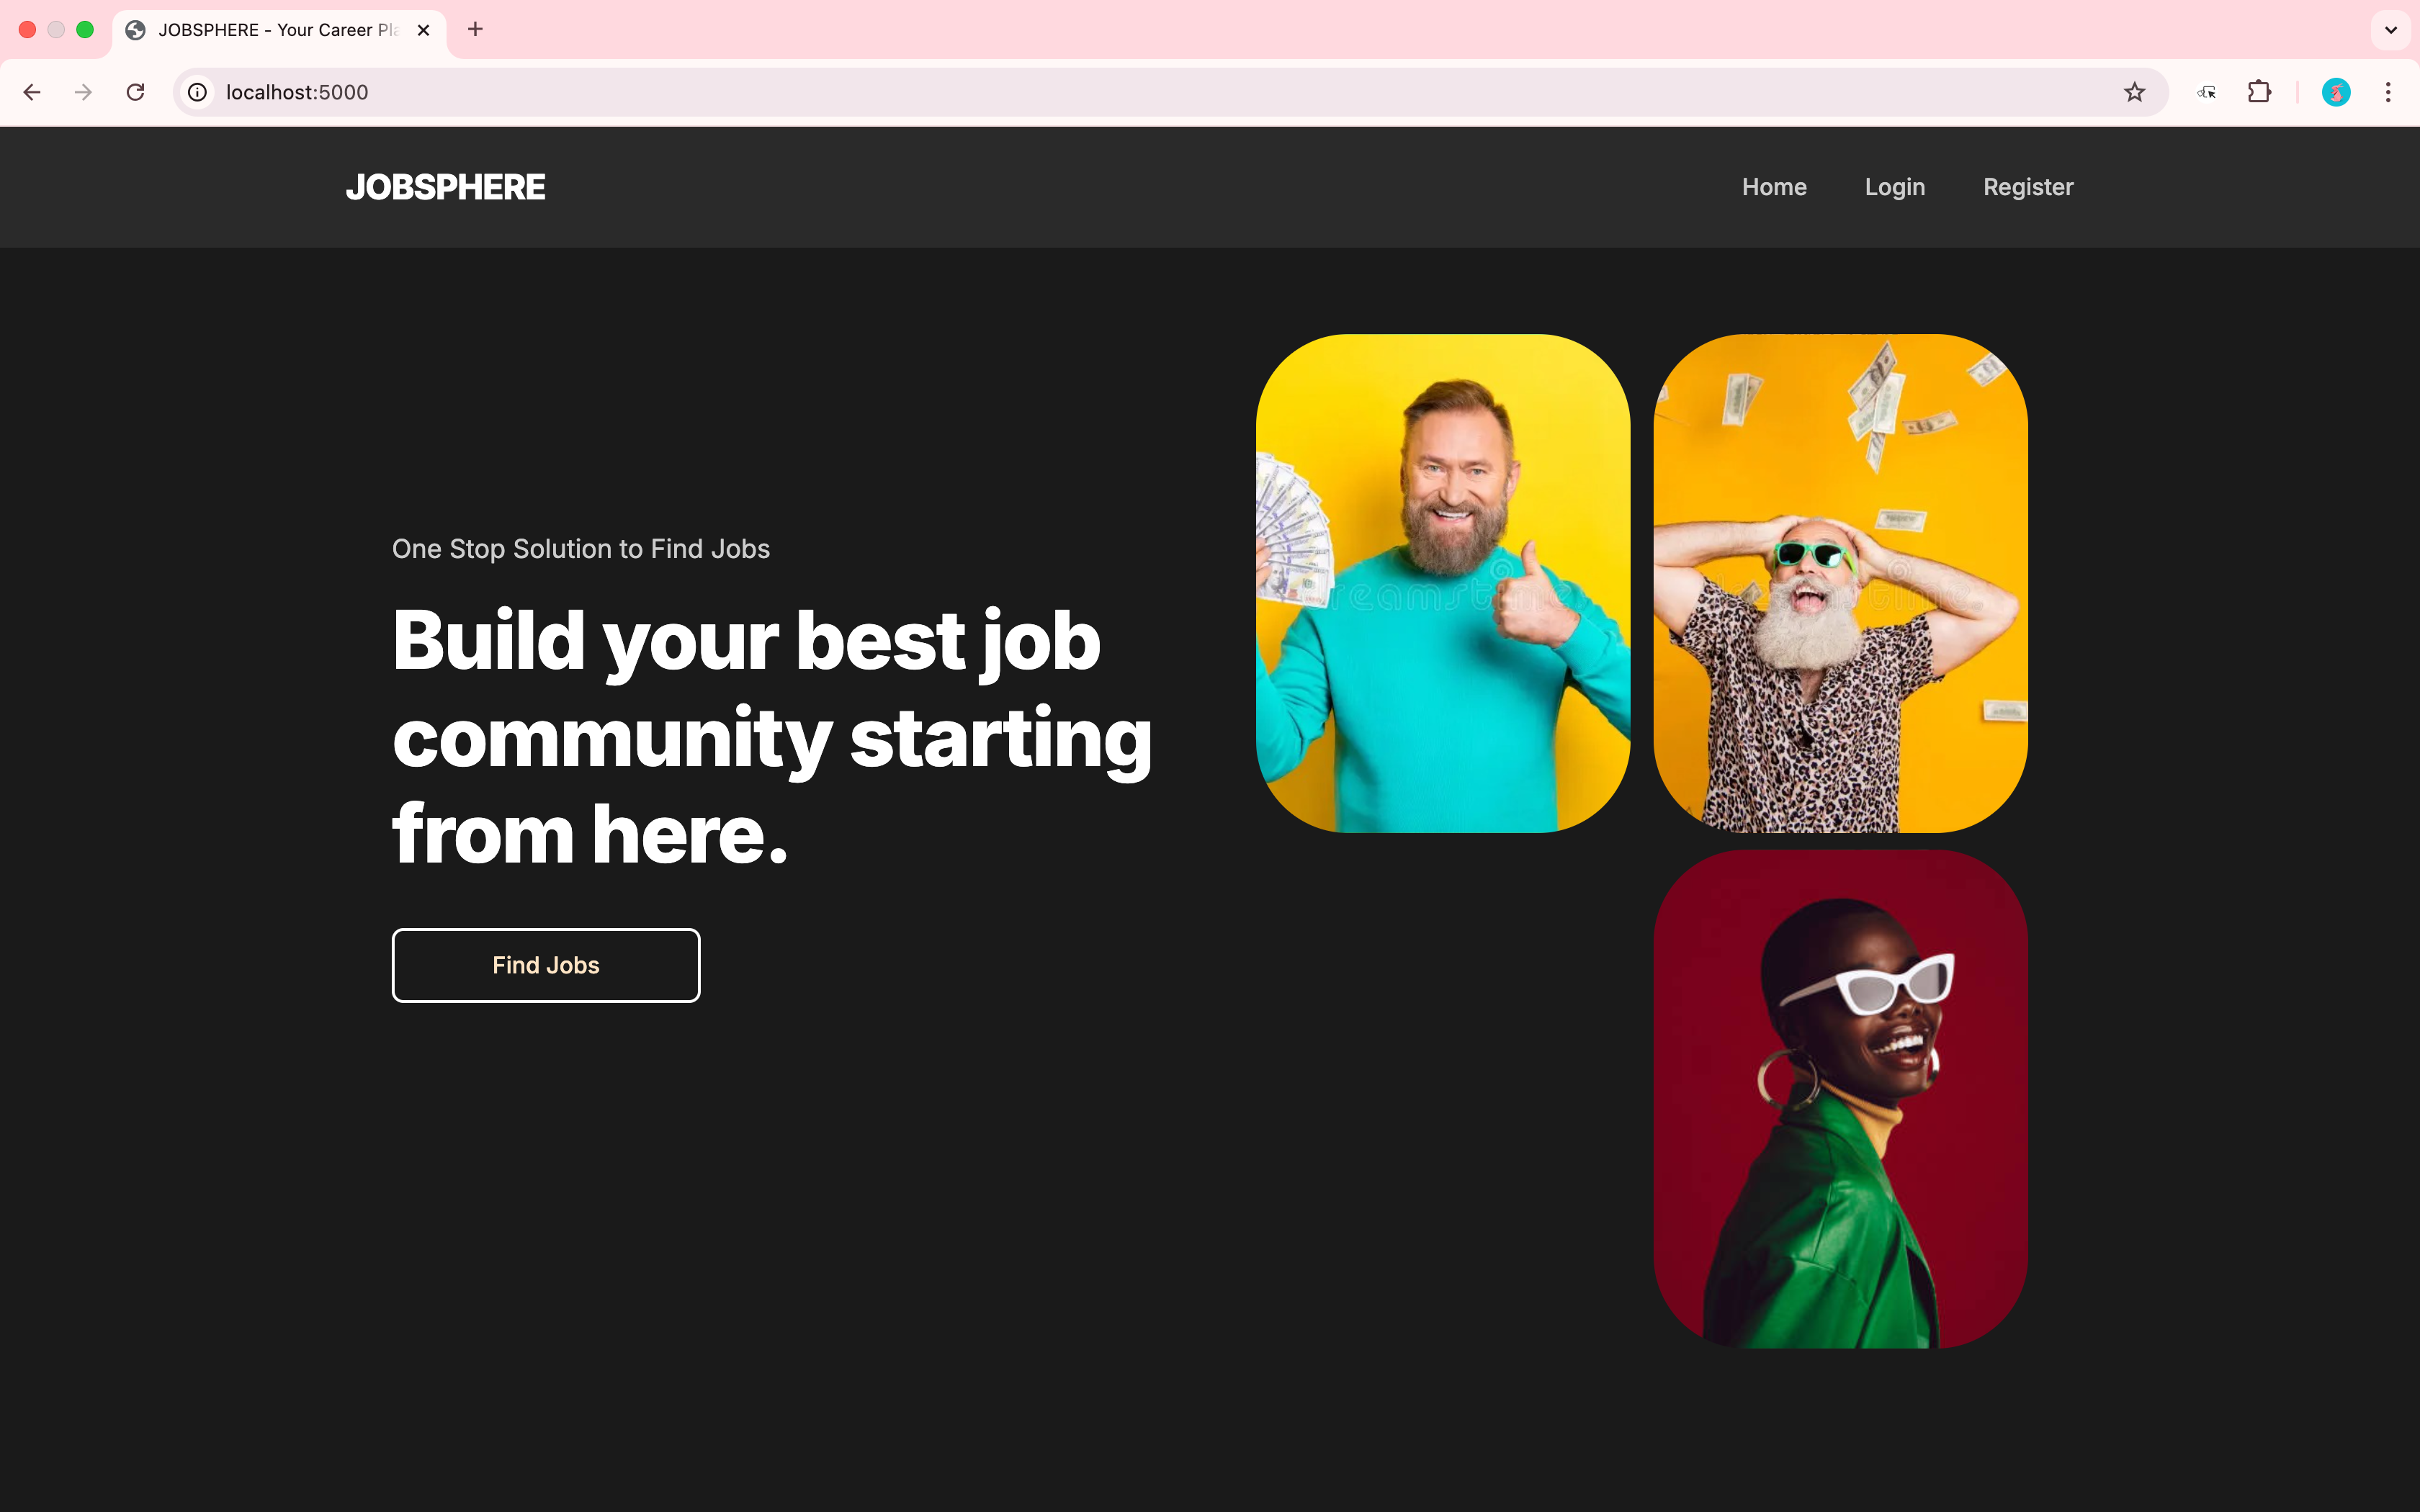 JOBSPHERE - Your Career
localhost:5000
JOBSPHERE
Home Login Register
One Stop Solution to Find Jobs
Build your best job
community starting
from here.
Find Jobs